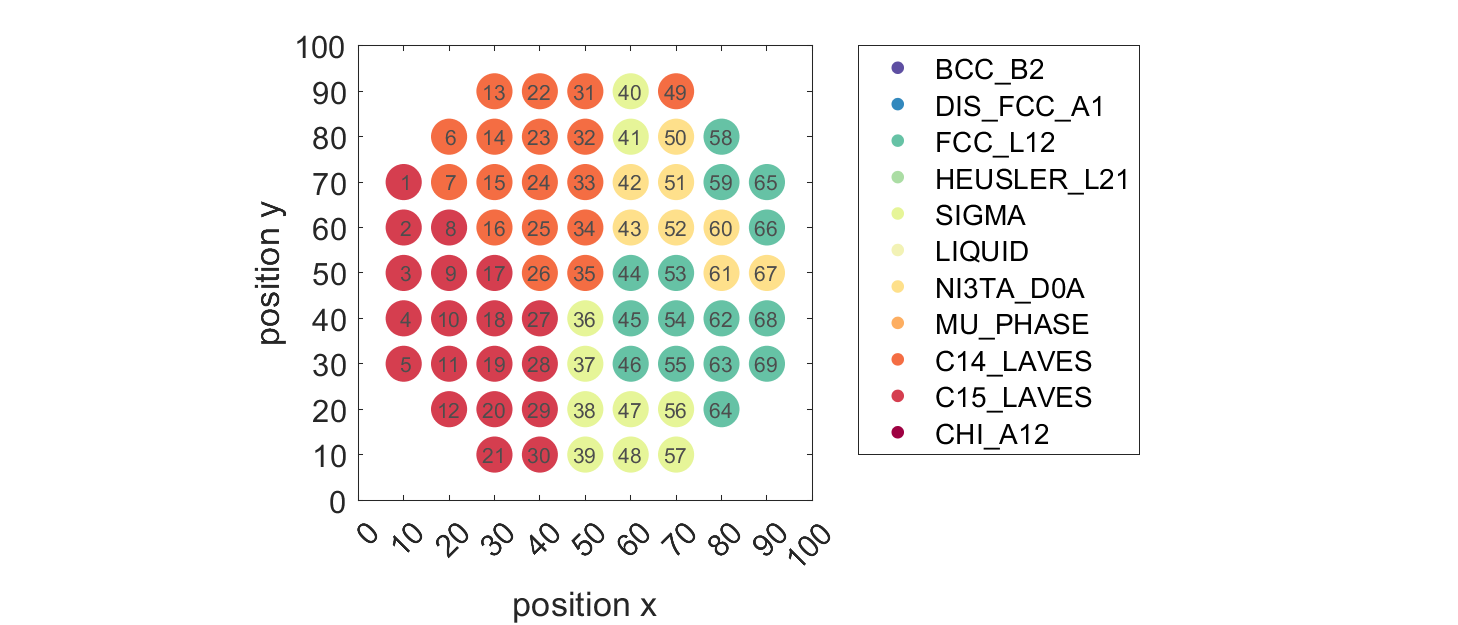 100
90
80
70
60
50
40
30
20
10
0
position y
13 22 31 40 49
6 14 23 32 41 50 58
1 7 15 24 33 42 51 59 65
2 8 16 25 34 43 52 60 66
3 9 17 26 35 44 53 61 67
4 10 18 27 36 45 54 62 68
5 11 19 28 37 46 55 63 69
12 20 29 38 47 56 64
21 30 39 48 57
0 10 20 30 40 50 60 70 80 90 100
position x
BCC_B2
DIS_FCC_A1
FCC_L12
HEUSLER_L21
SIGMA
LIQUID
NI3TA_D0A
MU_PHASE
C14_LAVES
C15_LAVES
CHI_A12